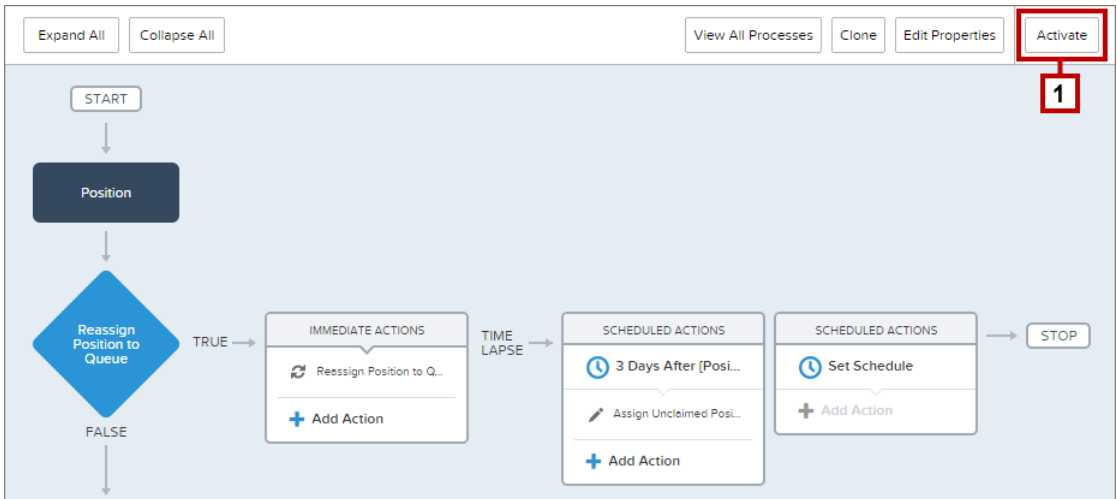 Expand All
Collapse All
View All Processes
Clone
Edit Properties
Activate
1
START
Position
Reassign
Position to
Queue
TRUE
IMMEDIATE ACTIONS
Reassign Position to Q...
Add Action
TIME
LAPSE
SCHEDULED ACTIONS
3 Days After [Posi...
Assign Unclaimed Posi...
Add Action
SCHEDULED ACTIONS
Set Schedule
Add Action
STOP
FALSE